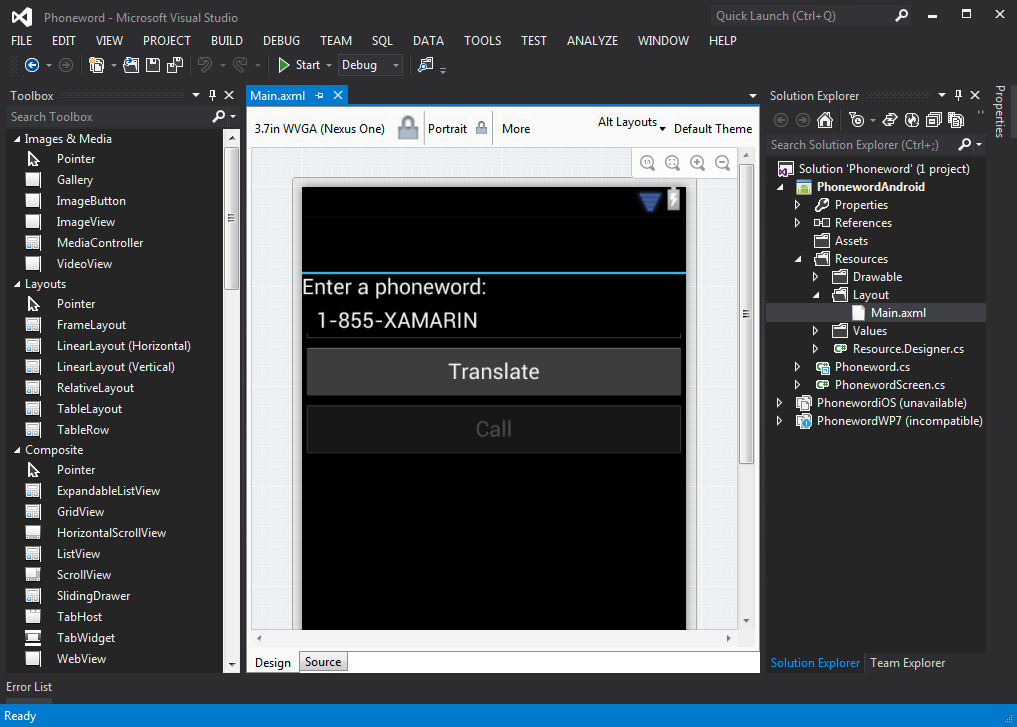 Phoneword - Microsoft Visual Studio
Quick Launch (Ctrl+Q)
FILE EDIT VIEW PROJECT BUILD DEBUG TEAM SQL DATA TOOLS TEST ANALYZE WINDOW HELP
Start Debug
Toolbox
Search Toolbox
Images & Media
Pointer
Gallery
ImageButton
ImageView
MediaController
VideoView
Layouts
Pointer
FrameLayout
LinearLayout (Horizontal)
LinearLayout (Vertical)
RelativeLayout
TableLayout
TableRow
Composite
Pointer
ExpandableListView
GridView
HorizontalScrollView
ListView
ScrollView
SlidingDrawer
TabHost
TabWidget
WebView
Main.axml
3.7in WVGA (Nexus One) Portrait More Alt Layouts Default Theme
1:1
Enter a phoneword:
1-855-XAMARIN
Translate
Call
Design Source
Solution Explorer
Search Solution Explorer (Ctrl+;)
Solution 'Phoneword' (1 project)
PhonewordAndroid
Properties
References
Assets
Resources
Drawable
Layout
Main.axml
Values
Resource.Designer.cs
Phoneword.cs
PhonewordScreen.cs
PhonewordiOS (unavailable)
PhonewordWP7 (incompatible)
Solution Explorer Team Explorer
Properties
Error List
Ready